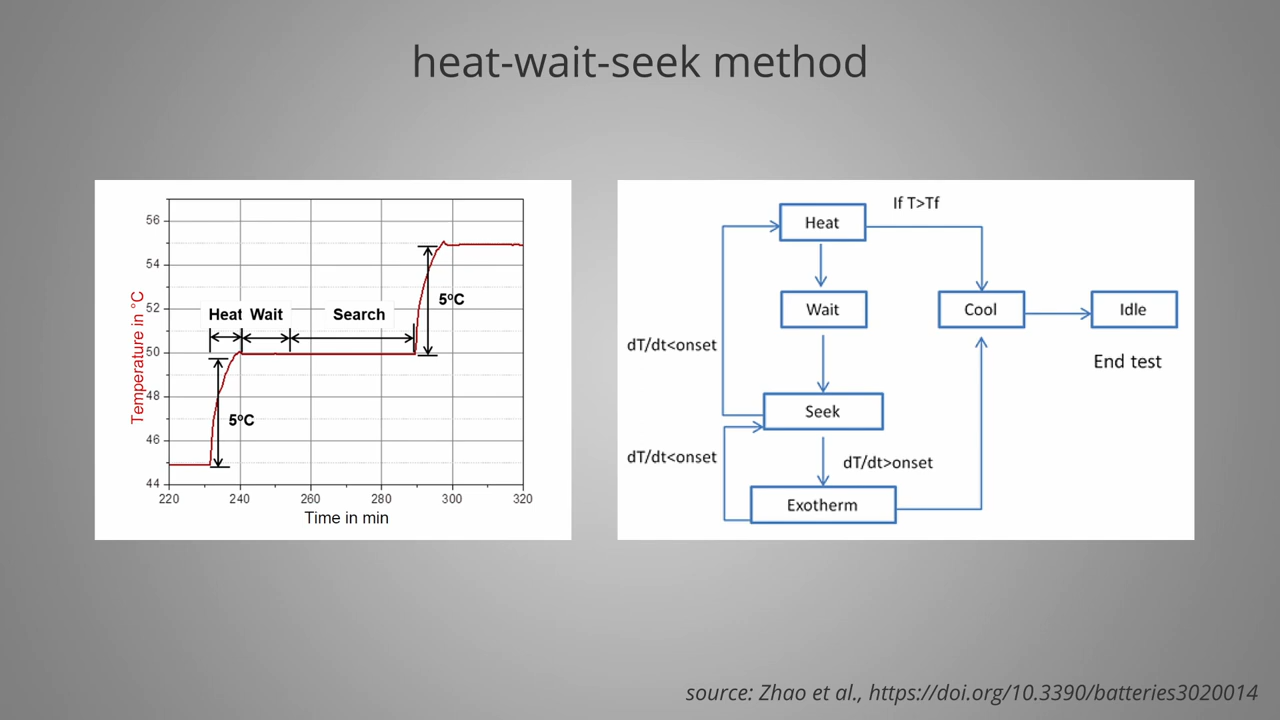 heat-wait-seek method
Temperature in °C
56
54
52
50
48
46
44
Heat Wait Search
5°C
5°C
220 240 260 280 300 320
Time in min
If T>Tf
Heat
Wait
Cool
Idle
End test
dT/dt<onset
Seek
dT/dt<onset
dT/dt>onset
Exotherm
source: Zhao et al., https://doi.org/10.3390/batteries3020014